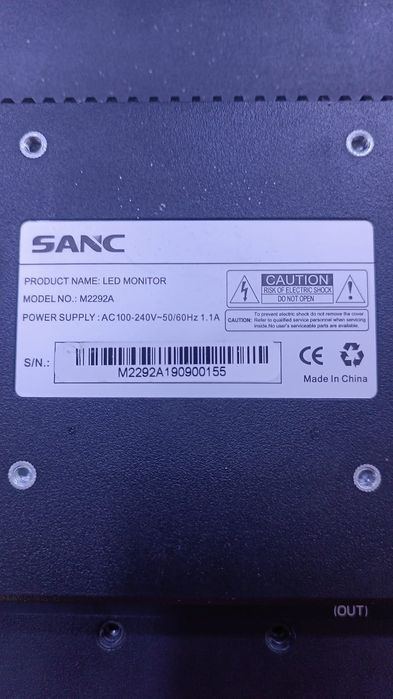 SANC
PRODUCT NAME: LED MONITOR
MODEL NO.: M2292A
POWER SUPPLY : AC100-240V~50/60Hz 1.1A
CAUTION
RISK OF ELECTRIC SHOCK
DO NOT OPEN
CAUTION: To prevent electric shock do not remove the cover. Refer to qualified service personnel when servicing inside.No user's serviceable parts are available.
S/N.:
M2292A190900155
CE
Made In China
(OUT)